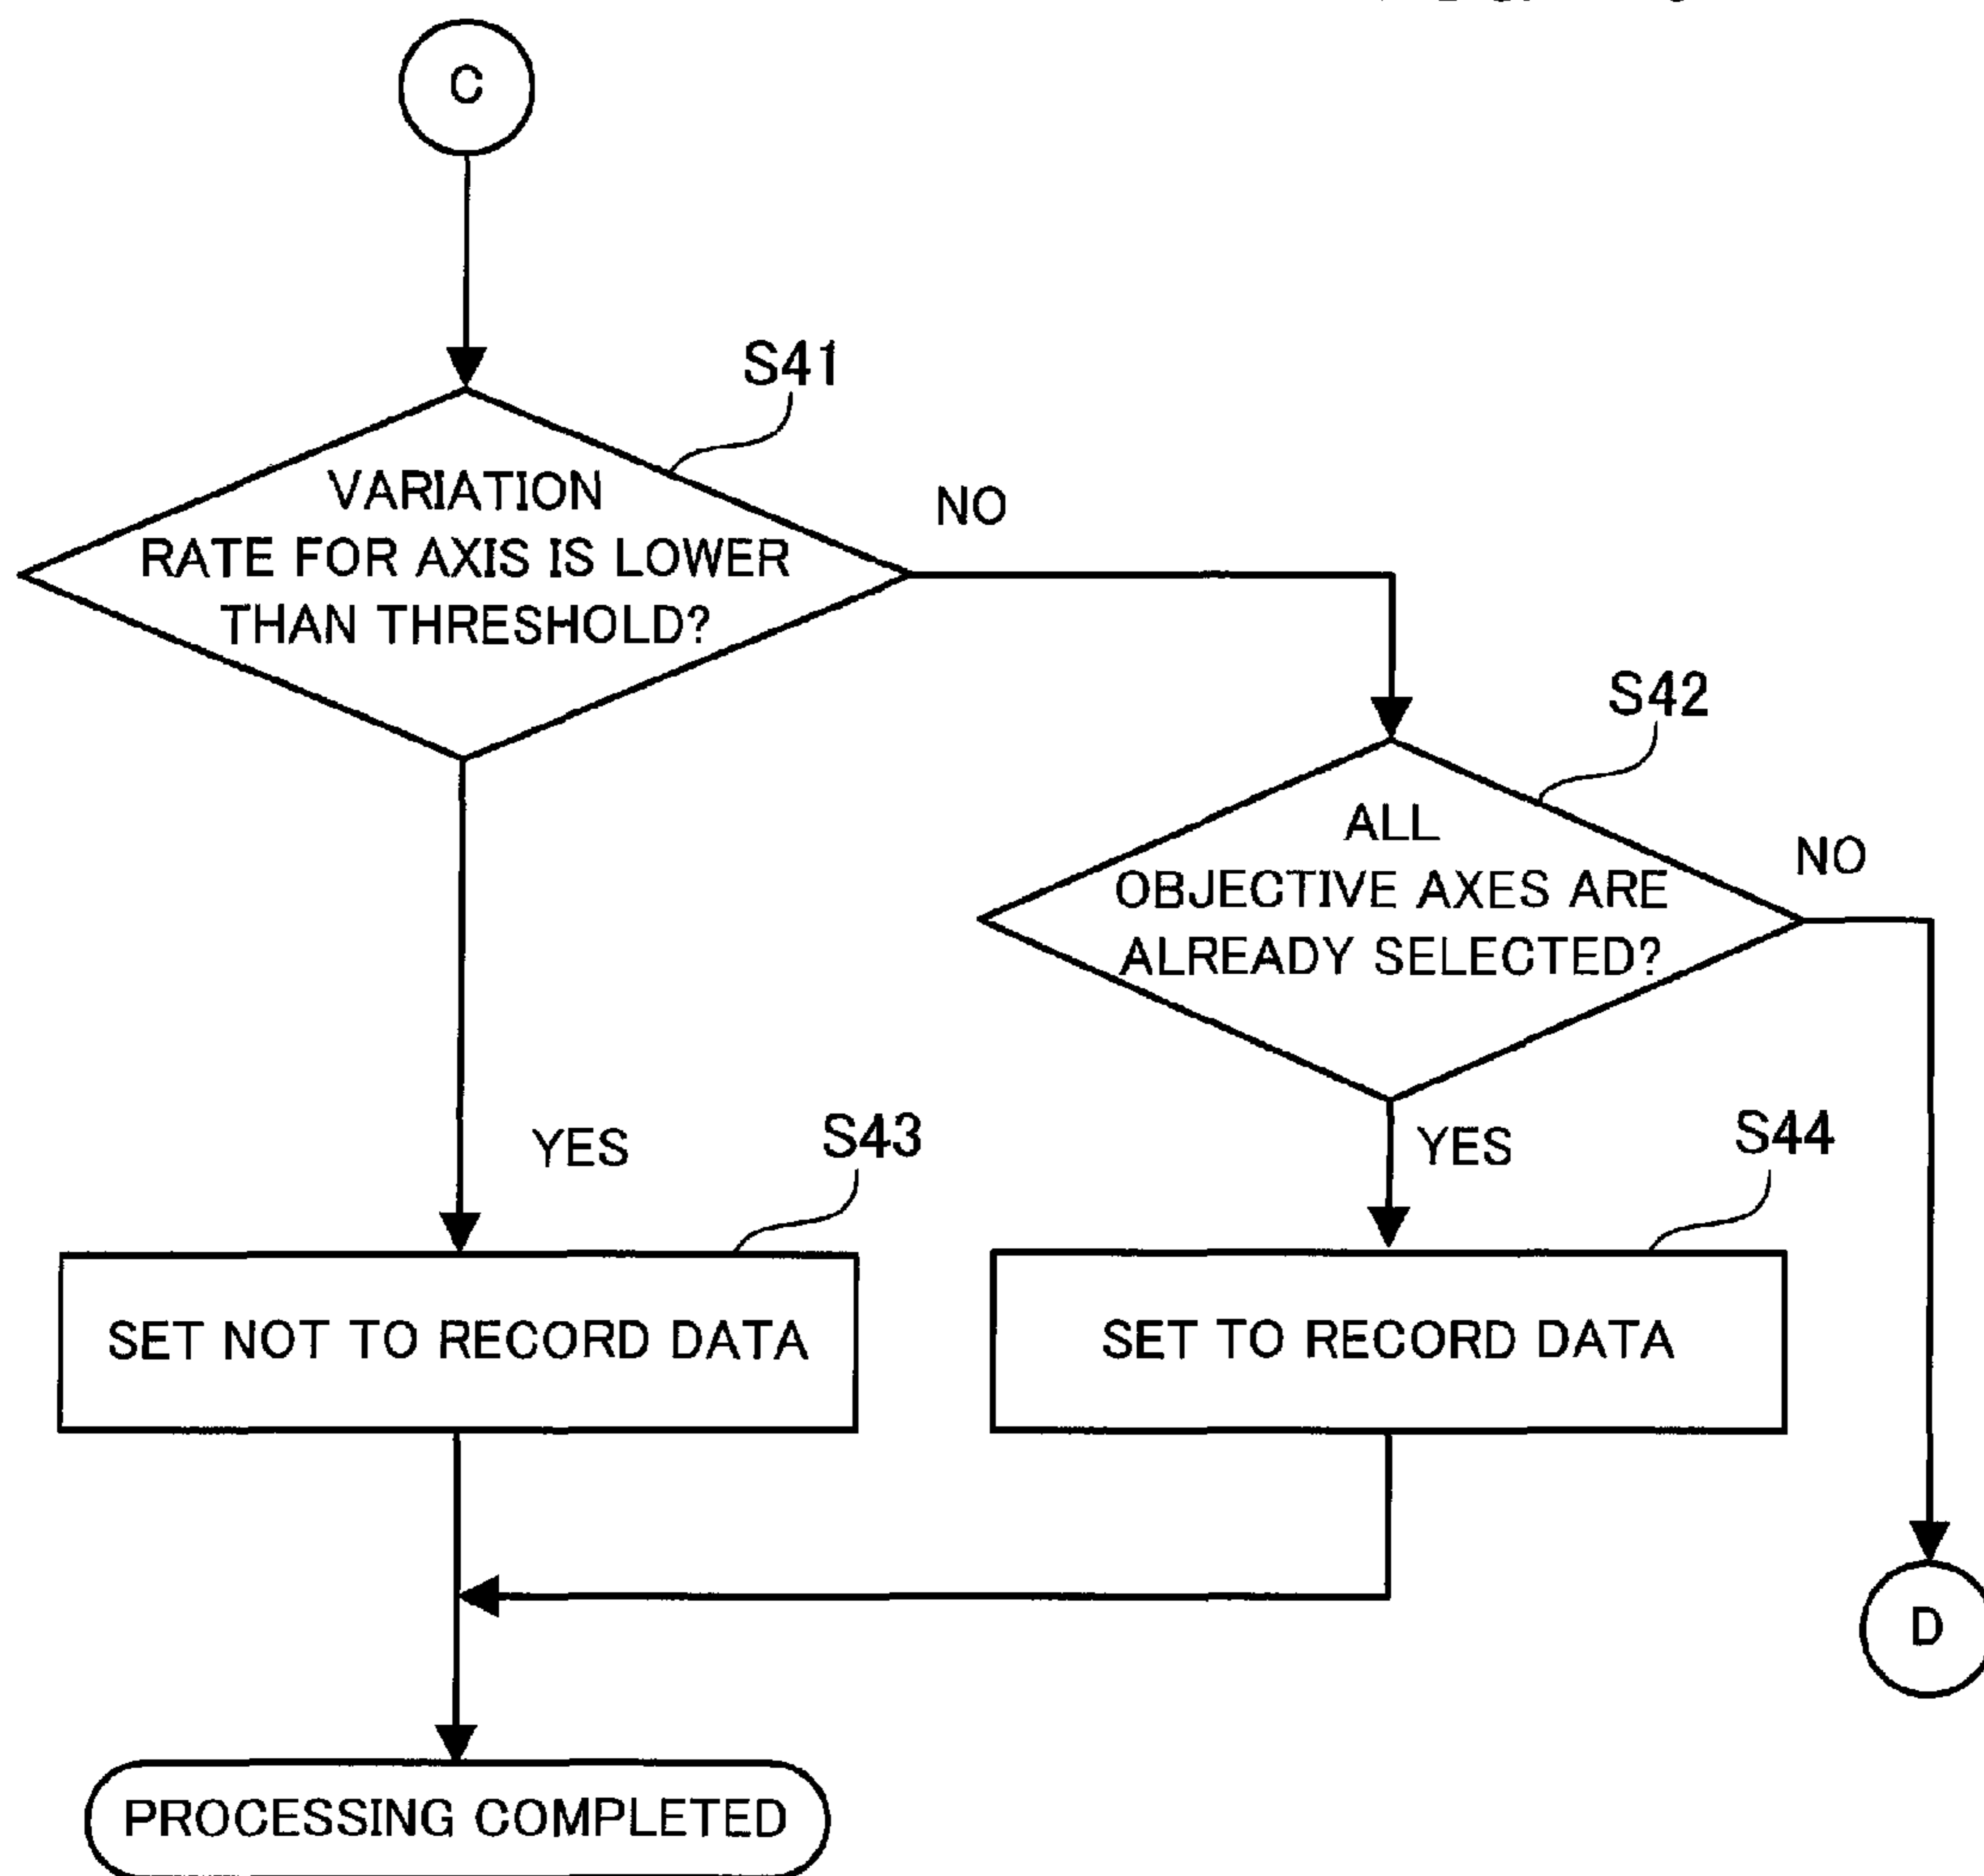 C
S41
VARIATION
RATE FOR AXIS IS LOWER
THAN THRESHOLD?
NO
S42
ALL
OBJECTIVE AXES ARE
ALREADY SELECTED?
NO
YES
S43
YES
S44
SET NOT TO RECORD DATA
SET TO RECORD DATA
D
PROCESSING COMPLETED